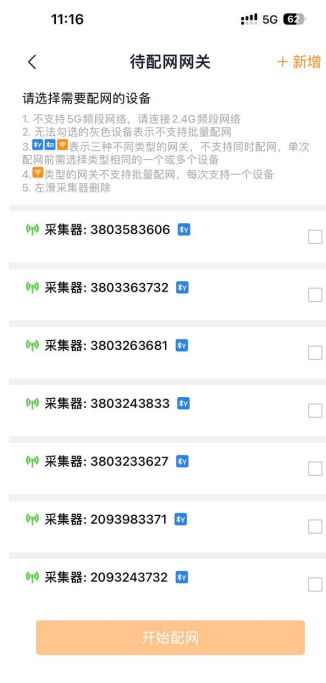 11:16
5G 62
待配网网关
+ 新增
请选择需要配网的设备
1. 不支持5G频段网络，请连接2.4G频段网络
2. 无法勾选的灰色设备表示不支持批量配网
3. 表示三种不同类型的网关，不支持同时配网，单次
配网前需选择类型相同的一个或多个设备
4. 类型的网关不支持批量配网，每次支持一个设备
5. 左滑采集器删除
采集器: 3803583606
采集器: 3803363732
采集器: 3803263681
采集器: 3803243833
采集器: 3803233627
采集器: 2093983371
采集器: 2093243732
开始配网